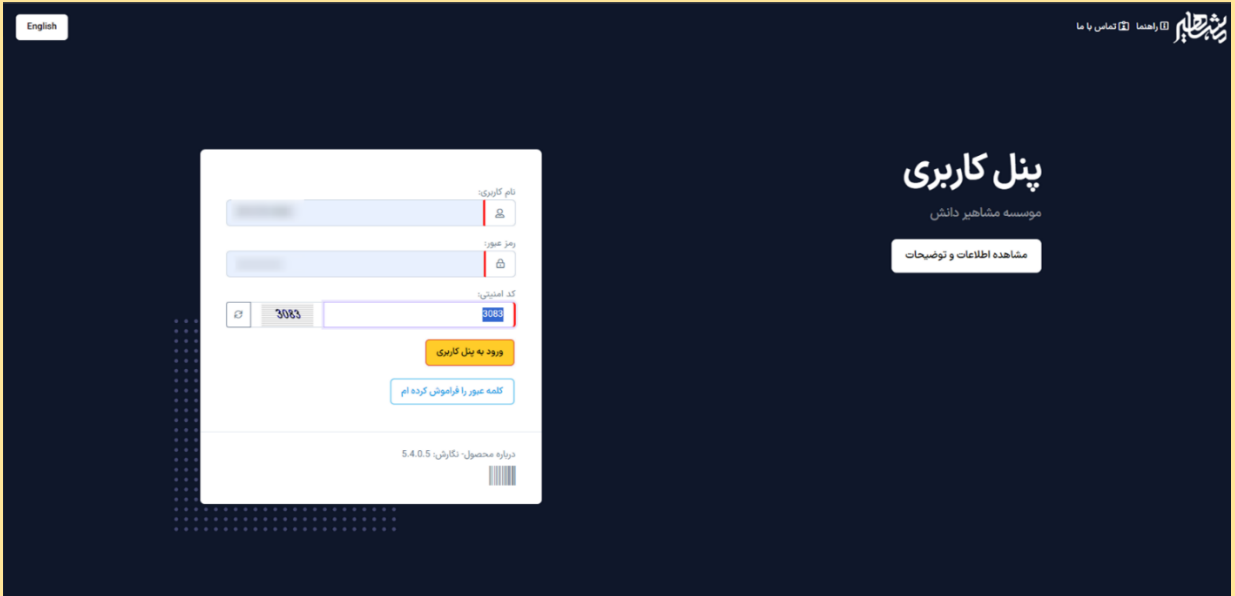 مشاهیر
راهنما
تماس با ما
English
پنل کاربری
موسسه مشاهیر دانش
مشاهده اطلاعات و توضیحات
نام کاربری:
رمز عبور:
کد امنیتی:
3083
3083
ورود به پنل کاربری
کلمه عبور را فراموش کرده ام
درباره محصول- نگارش: 5.4.0.5